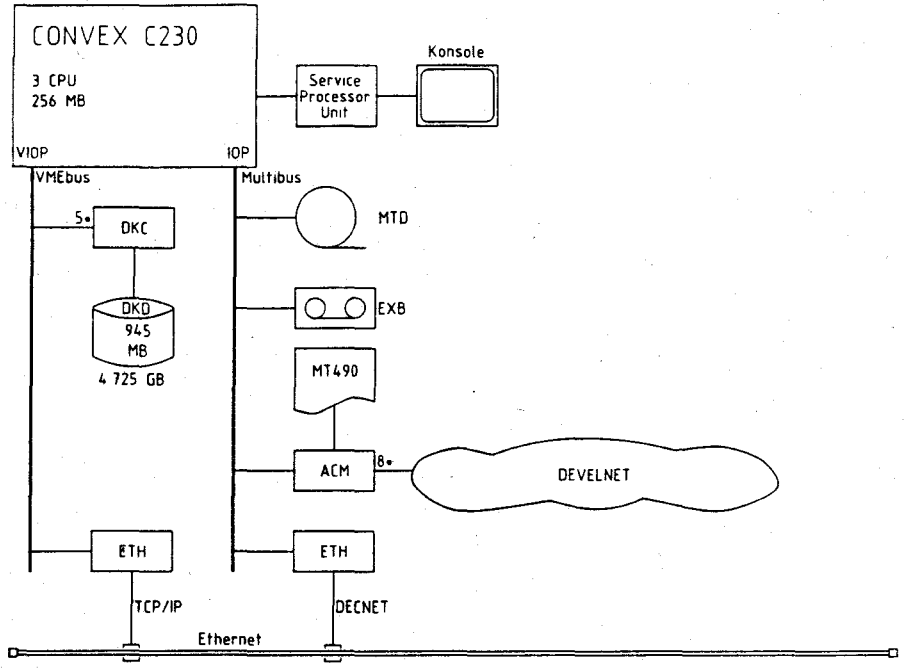 CONVEX C230
3 CPU
256 MB
VIOP
IOP
Service
Processor
Unit
Konsole
VMEbus
Multibus
5•
DKC
MTD
DKD
945
MB
4 725 GB
EXB
MT490
ACM
8•
DEVELNET
ETH
ETH
TCP/IP
DECNET
Ethernet